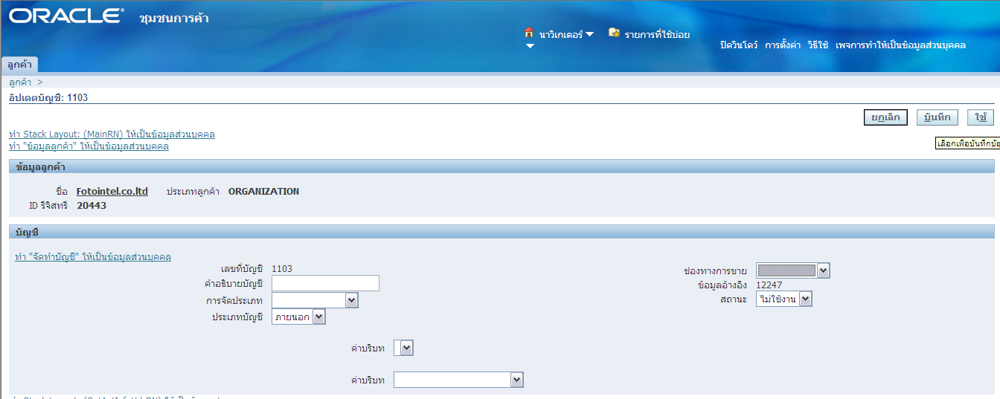 ORACLE® ชุมชนการค้า
นาวิเกเตอร์ รายการที่ใช้บ่อย
ปิดวินโดว์ การตั้งค่า วิธีใช้ เพจการทำให้เป็นข้อมูลส่วนบุคคล
ลูกค้า
ลูกค้า >
อัปเดตบัญชี: 1103
ยกเลิก บันทึก ใช้
ทำ Stack Layout: (MainRN) ให้เป็นข้อมูลส่วนบุคคล
ทำ "ข้อมูลลูกค้า" ให้เป็นข้อมูลส่วนบุคคล
เลือกเพื่อบันทึกบัญ
ข้อมูลลูกค้า
ชื่อ Fotointel.co.ltd ประเภทลูกค้า ORGANIZATION
ID รีจิสทรี 20443
บัญชี
ทำ "จัดทำบัญชี" ให้เป็นข้อมูลส่วนบุคคล
เลขที่บัญชี 1103 ช่องทางการขาย
คำอธิบายบัญชี ข้อมูลอ้างอิง 12247
การจัดประเภท สถานะ ไม่ใช้งาน
ประเภทบัญชี ภายนอก
ค่าบริบท
ค่าบริบท